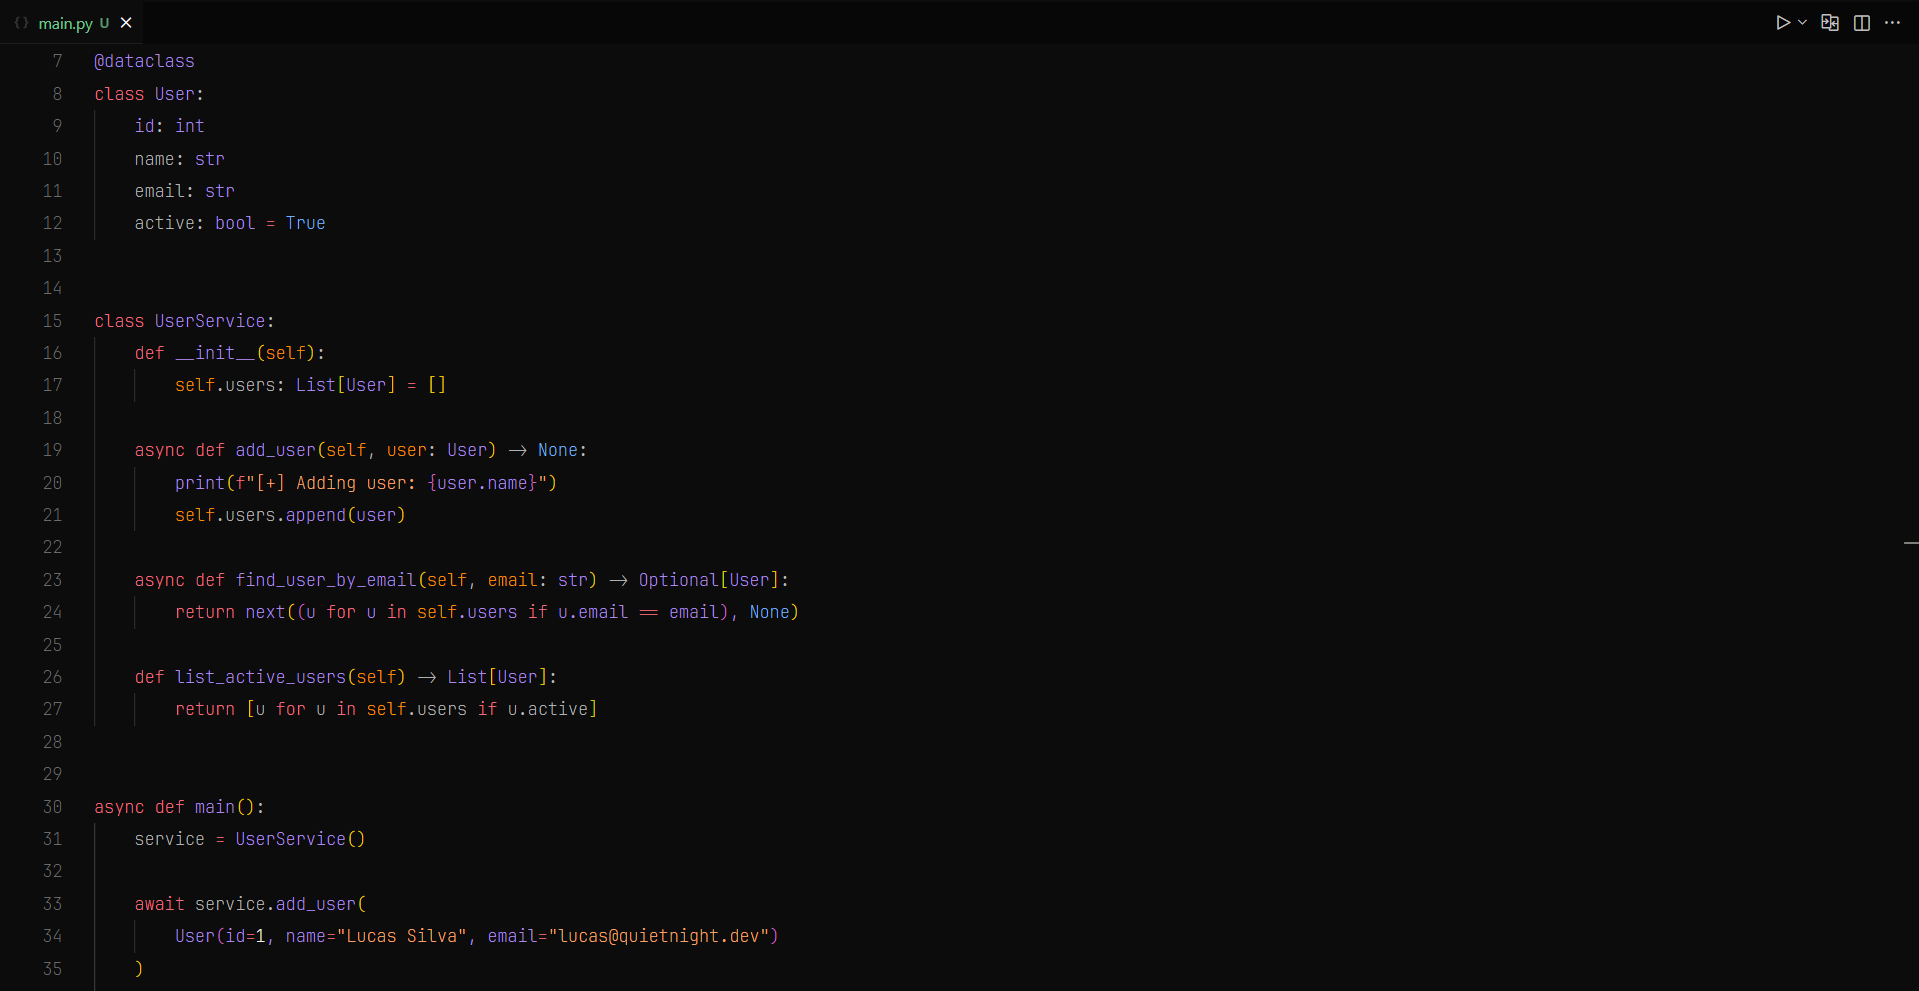 main.py U
7 @dataclass
8 class User:
9     id: int
10     name: str
11     email: str
12     active: bool = True
13
14
15 class UserService:
16     def __init__(self):
17         self.users: List[User] = []
18
19     async def add_user(self, user: User) -> None:
20         print(f"[+] Adding user: {user.name}")
21         self.users.append(user)
22
23     async def find_user_by_email(self, email: str) -> Optional[User]:
24         return next((u for u in self.users if u.email == email), None)
25
26     def list_active_users(self) -> List[User]:
27         return [u for u in self.users if u.active]
28
29
30 async def main():
31     service = UserService()
32
33     await service.add_user(
34         User(id=1, name="Lucas Silva", email="lucas@quietnight.dev")
35     )